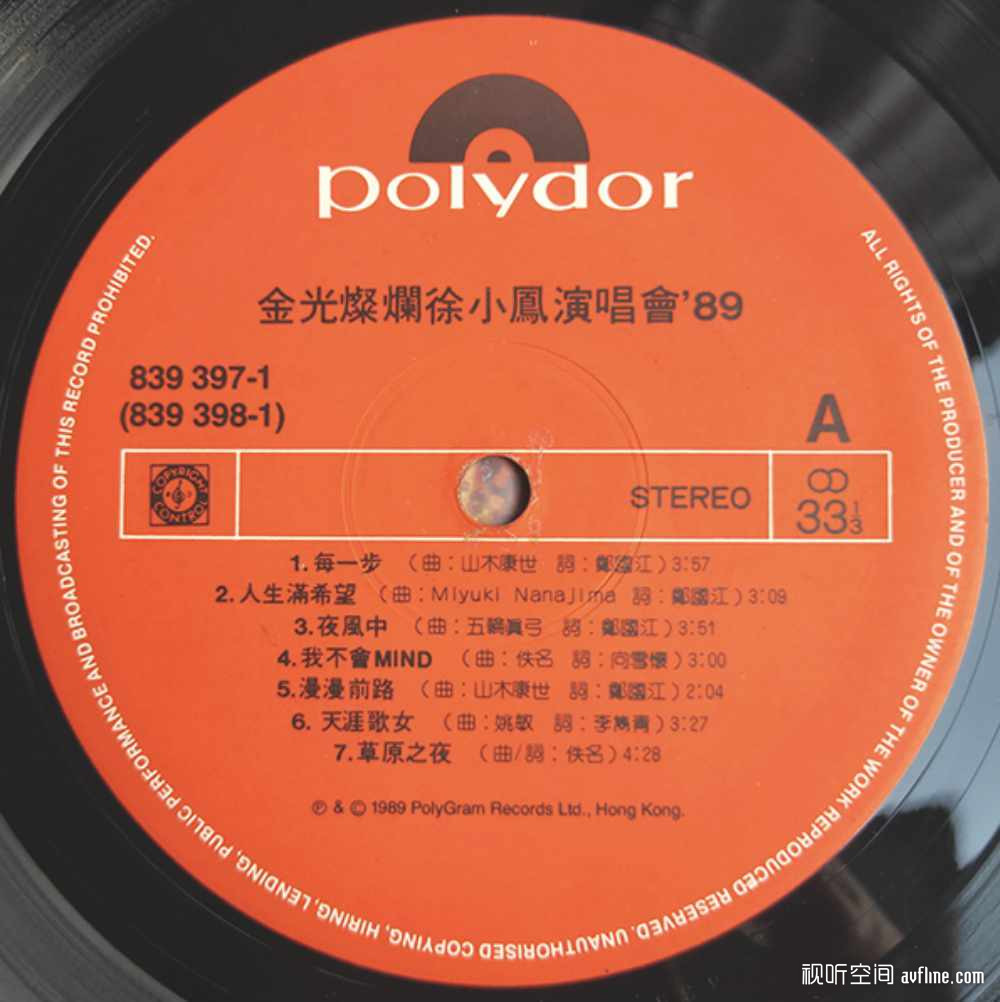 polydor
金光燦爛徐小鳳演唱會'89
839 397-1
(839 398-1)
A
COPYRIGHT CONTROL
STEREO
33 1/3
1. 每一步 (曲:山木康世 詞:鄭國江) 3:57
2. 人生滿希望 (曲:Miyuki Nanajima 詞:鄭國江) 3:09
3. 夜風中 (曲:五輪真弓 詞:鄭國江) 3:51
4. 我不會MIND (曲:佚名 詞:向雪懷) 3:00
5. 漫漫前路 (曲:山木康世 詞:鄭國江) 2:04
6. 天涯歌女 (曲:姚敏 詞:李雋青) 3:27
7. 草原之夜 (曲/詞:佚名) 4:28
℗ & © 1989 PolyGram Records Ltd., Hong Kong.
ALL RIGHTS OF THE PRODUCER AND OF THE OWNER OF THE WORK REPRODUCED RESERVED. UNAUTHORISED COPYING, HIRING, LENDING, PUBLIC PERFORMANCE AND BROADCASTING OF THIS RECORD PROHIBITED.
视听空间 avfline.com